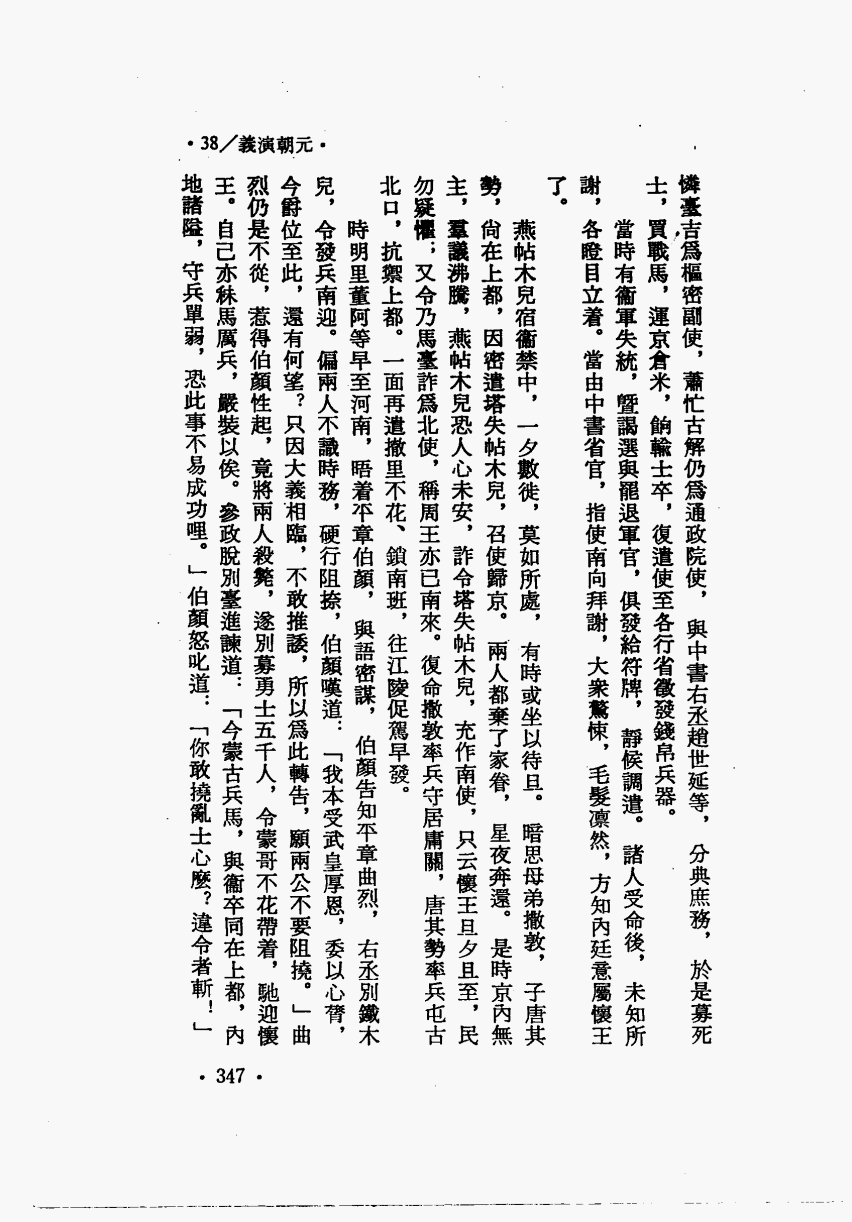 •38／義演朝元•
憐臺吉爲樞密副使，蕭忙古解仍爲通政院使，與中書右丞趙世延等，分典庶務，於是募死
士，買戰馬，運京倉米，餉輸士卒，復遣使至各行省徵發錢帛兵器。
當時有衞軍失統，暨謁選與罷退軍官，俱發給符牌，靜候調遣。諸人受命後，未知所
謝，各瞪目立着。當由中書省官，指使南向拜謝，大衆驚悚，毛髮凛然，方知內廷意屬懷王
了。
燕帖木兒宿衞禁中，一夕數徙，莫如所處，有時或坐以待旦。暗思母弟撒敦，子唐其
勢，尙在上都，因密遣塔失帖木兒，召使歸京。兩人都棄了家眷，星夜奔還。是時京內無
主，羣議沸騰，燕帖木兒恐人心未安，詐令塔失帖木兒，充作南使，只云懷王旦夕且至，民
勿疑懼；又令乃馬臺詐爲北使，稱周王亦已南來。復命撒敦率兵守居庸關，唐其勢率兵屯古
北口，抗禦上都。一面再遣撒里不花、鎖南班，往江陵促駕早發。
時明里董阿等早至河南，晤着平章伯顏，與語密謀，伯顏告知平章曲烈，右丞別鐵木
兒，令發兵南迎。偏兩人不識時務，硬行阻捺，伯顏嘆道：「我本受武皇厚恩，委以心膂，
今爵位至此，還有何望？只因大義相臨，不敢推諉，所以爲此轉告，願兩公不要阻撓。」曲
烈仍是不從，惹得伯顏性起，竟將兩人殺斃，遂別募勇士五千人，令蒙哥不花帶着，馳迎懷
王。自己亦秣馬厲兵，嚴裝以俟。參政脫別臺進諫道：「今蒙古兵馬，與衞卒同在上都，內
地諸隘，守兵單弱，恐此事不易成功哩。」伯顏怒叱道：「你敢撓亂士心麽？違令者斬！」
•347•